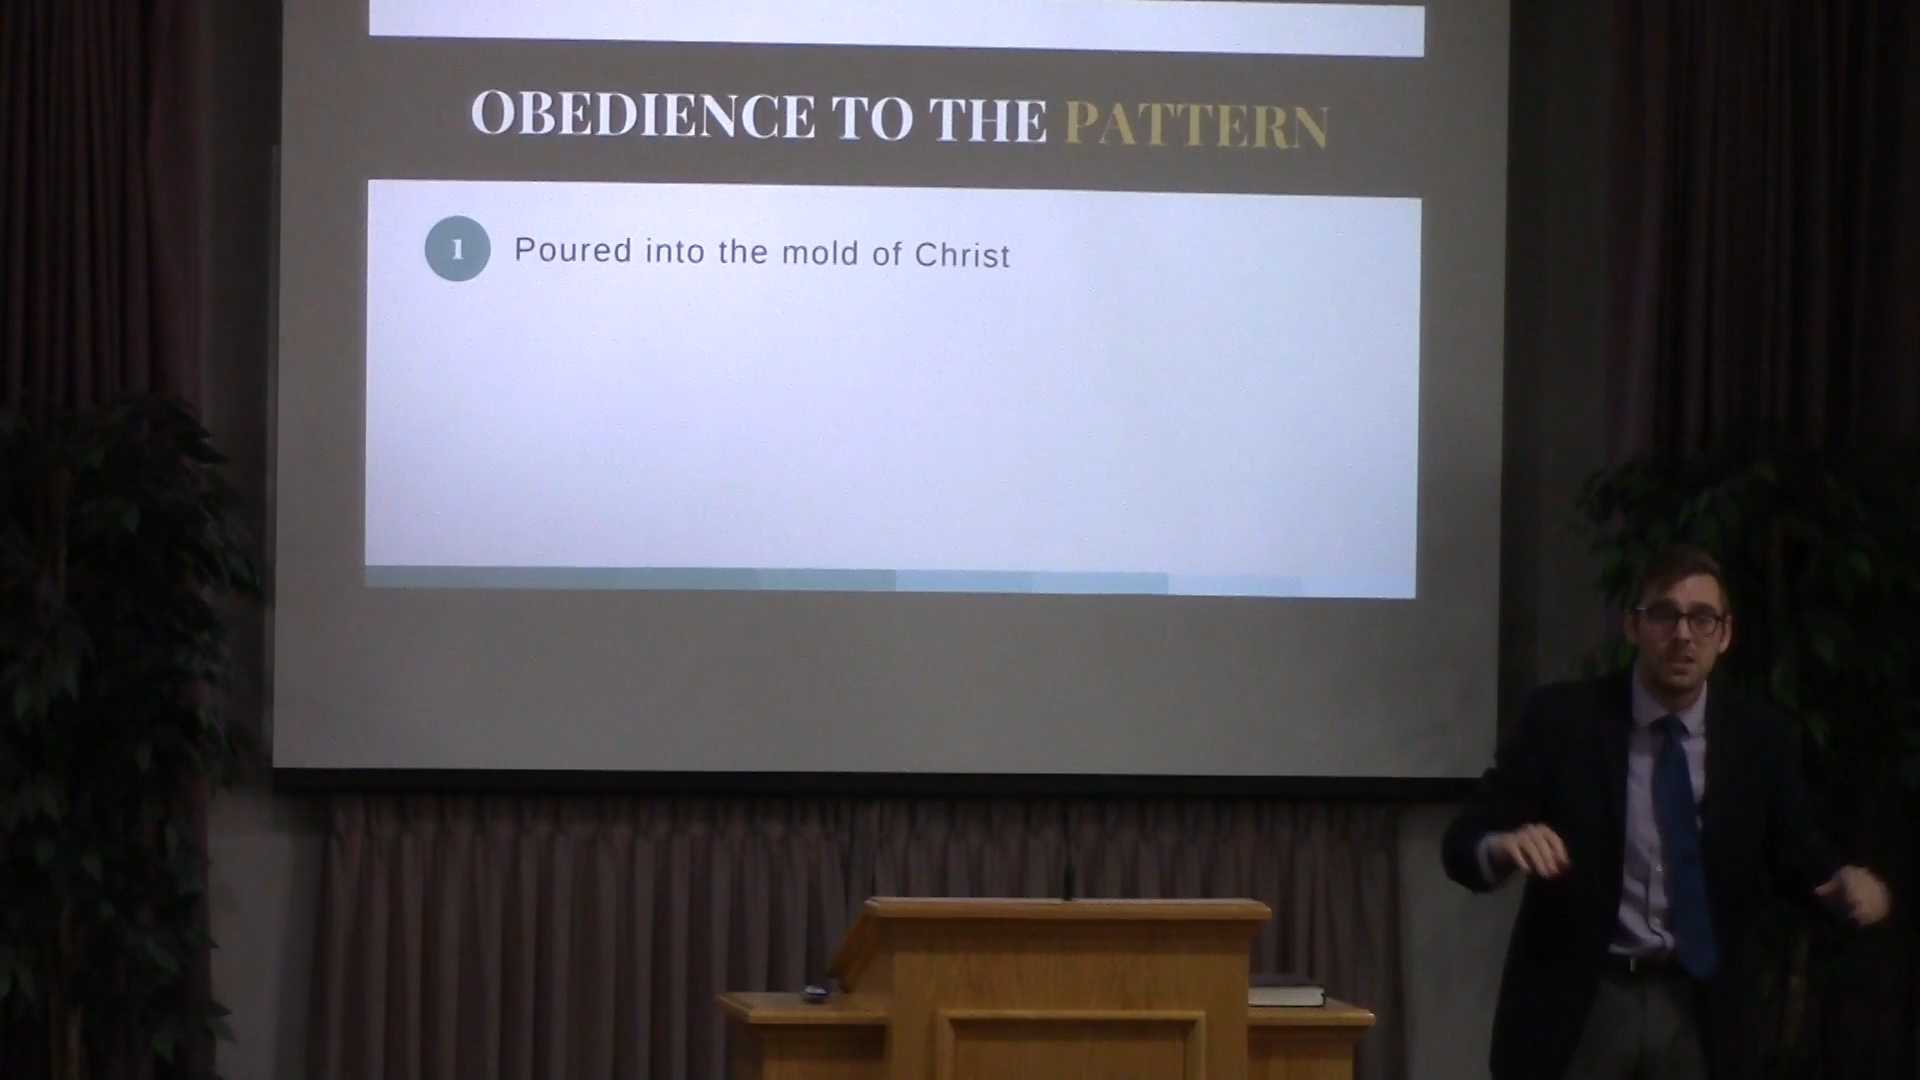 OBEDIENCE TO THE PATTERN
1 Poured into the mold of Christ